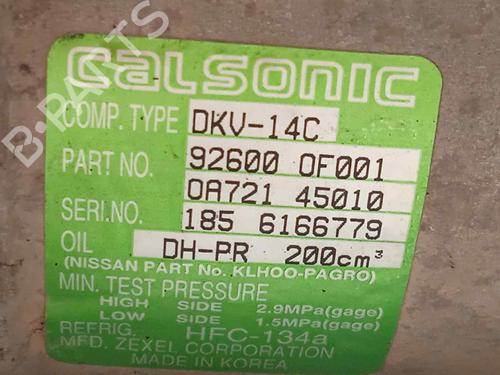 calsonic
COMP. TYPE DKV-14C
PART NO. 92600 0F001
0A721 45010
SERI.NO. 185 6166779
OIL DH-PR 200cm³
(NISSAN PART No. KLH00-PAGR0)
MIN. TEST PRESSURE
HIGH SIDE 2.9MPa(gage)
LOW SIDE 1.5MPa(gage)
REFRIG. HFC-134a
MFD. ZEXEL CORPORATION
MADE IN KOREA
B-PARTS